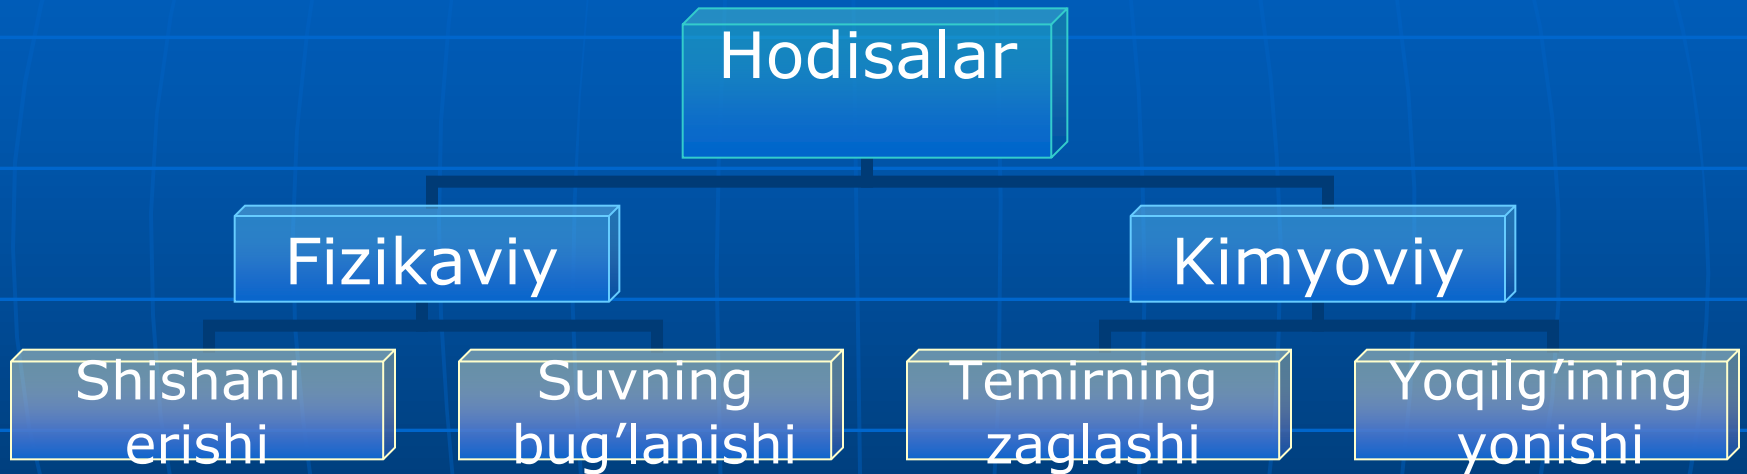 Hodisalar
Fizikaviy
Kimyoviy
Shishani
erishi
Suvning
bug’lanishi
Temirning
zaglashi
Yoqilg’ining
yonishi